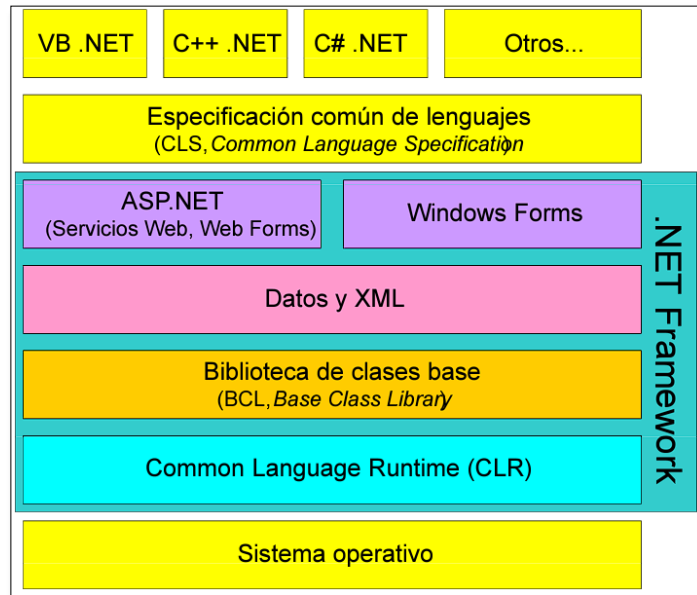 VB .NET
C++ .NET
C# .NET
Otros...
Especificación común de lenguajes
(CLS, Common Language Specification)
ASP.NET
(Servicios Web, Web Forms)
Windows Forms
Datos y XML
Biblioteca de clases base
(BCL, Base Class Library)
Common Language Runtime (CLR)
.NET Framework
Sistema operativo